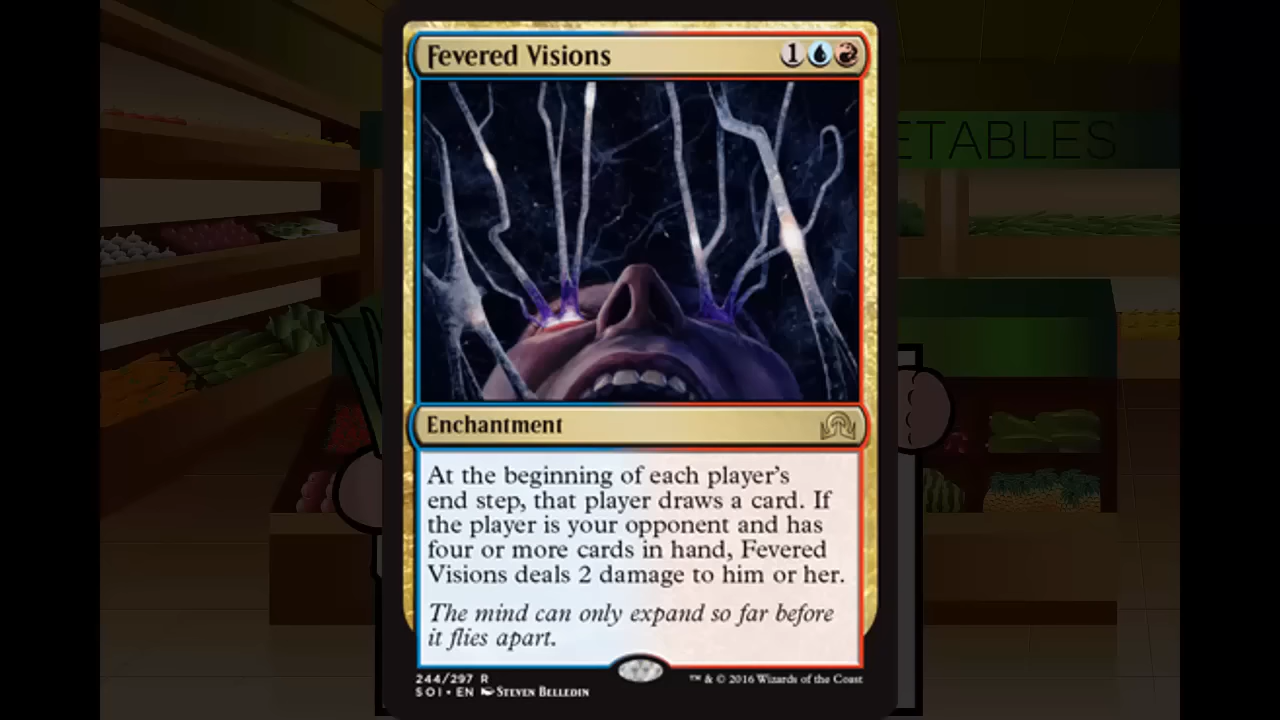 Fevered Visions 1
ETABLES
Enchantment
At the beginning of each player's
end step, that player draws a card. If
the player is your opponent and has
four or more cards in hand, Fevered
Visions deals 2 damage to him or her.
The mind can only expand so far before
it flies apart.
244/297 R
SOI • EN STEVEN BELLEDIN
™ & © 2016 Wizards of the Coast